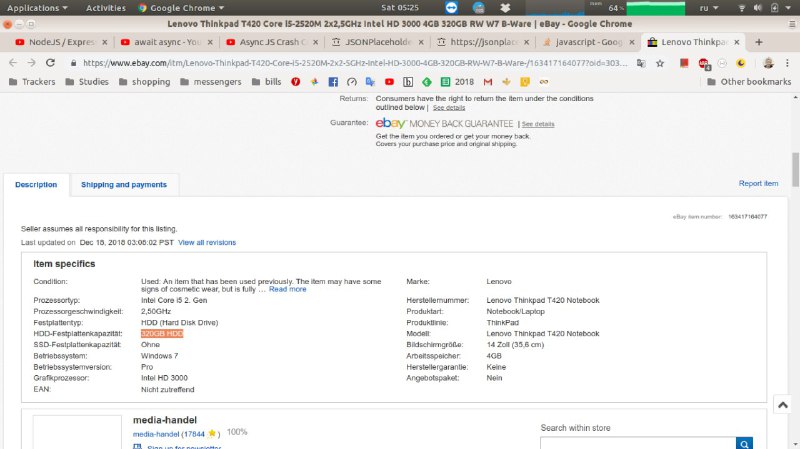 Applications Activities Google Chrome Sat 05:25 64% mem ru
Lenovo Thinkpad T420 Core i5-2520M 2x2,5GHz Intel HD 3000 4GB 320GB RW W7 B-Ware | eBay - Google Chrome
NodeJS / Expres await async - You Async JS Crash C JSONPlaceholde https://jsonplac javascript - Goog Lenovo Thinkpa
https://www.ebay.com/itm/Lenovo-Thinkpad-T420-Core-i5-2520M-2x2-5GHz-Intel-HD-3000-4GB-320GB-RW-W7-B-Ware-/163417164077?oid=303...
Trackers Studies shopping messengers bills 2018 Other bookmarks
Returns: Consumers have the right to return the item under the conditions
outlined below | See details
Guarantee: ebay MONEY BACK GUARANTEE | See details
Get the item you ordered or get your money back.
Covers your purchase price and original shipping.
Description Shipping and payments Report item
eBay item number: 163417164077
Seller assumes all responsibility for this listing.
Last updated on Dec 18, 2018 03:08:02 PST View all revisions
Item specifics
Condition: Used: An item that has been used previously. The item may have some Marke: Lenovo
signs of cosmetic wear, but is fully ... Read more
Prozessortyp: Intel Core i5 2. Gen Herstellernummer: Lenovo Thinkpad T420 Notebook
Prozessorgeschwindigkeit: 2,50GHz Produktart: Notebook/Laptop
Festplattentyp: HDD (Hard Disk Drive) Produktlinie: ThinkPad
HDD-Festplattenkapazität: 320GB HDD Modell: Lenovo Thinkpad T420 Notebook
SSD-Festplattenkapazität: Ohne Bildschirmgröße: 14 Zoll (35,6 cm)
Betriebssystem: Windows 7 Arbeitsspeicher: 4GB
Betriebssystemversion: Pro Herstellergarantie: Keine
Grafikprozessor: Intel HD 3000 Angebotspaket: Nein
EAN: Nicht zutreffend
media-handel
media-handel (17844 ) 100% Search within store
Sign up for newsletter